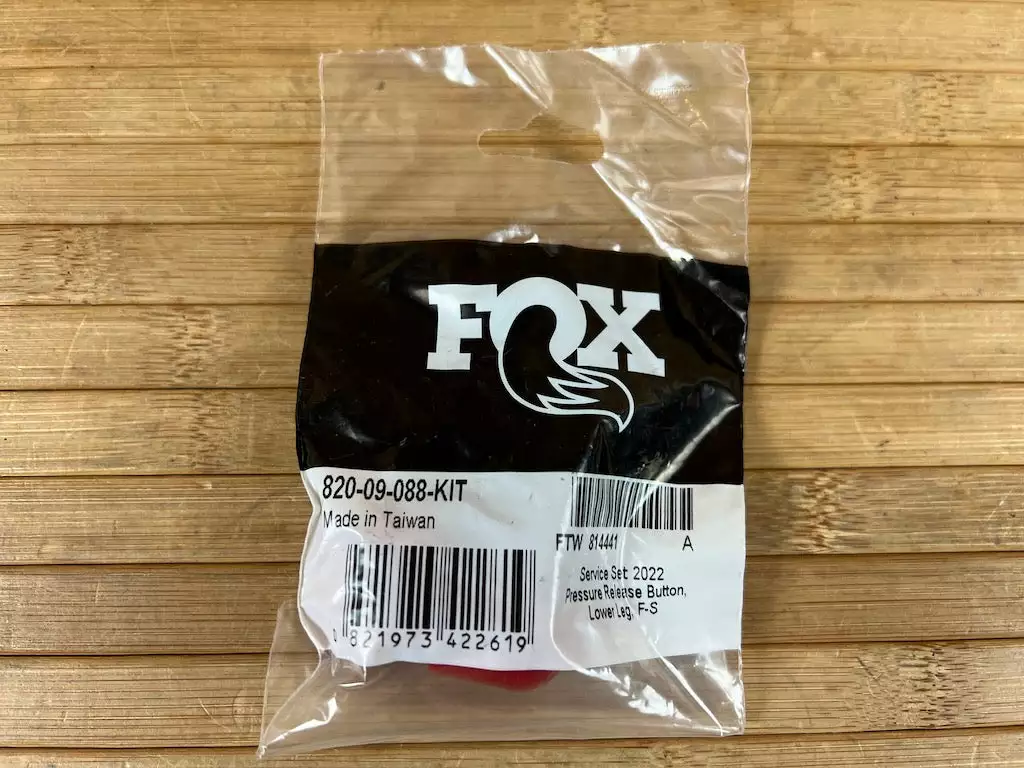 FOX
820-09-088-KIT
Made in Taiwan
0 821973 422619
FTW 814441 A
Service Set: 2022
Pressure Release Button,
Lower Leg, F-S